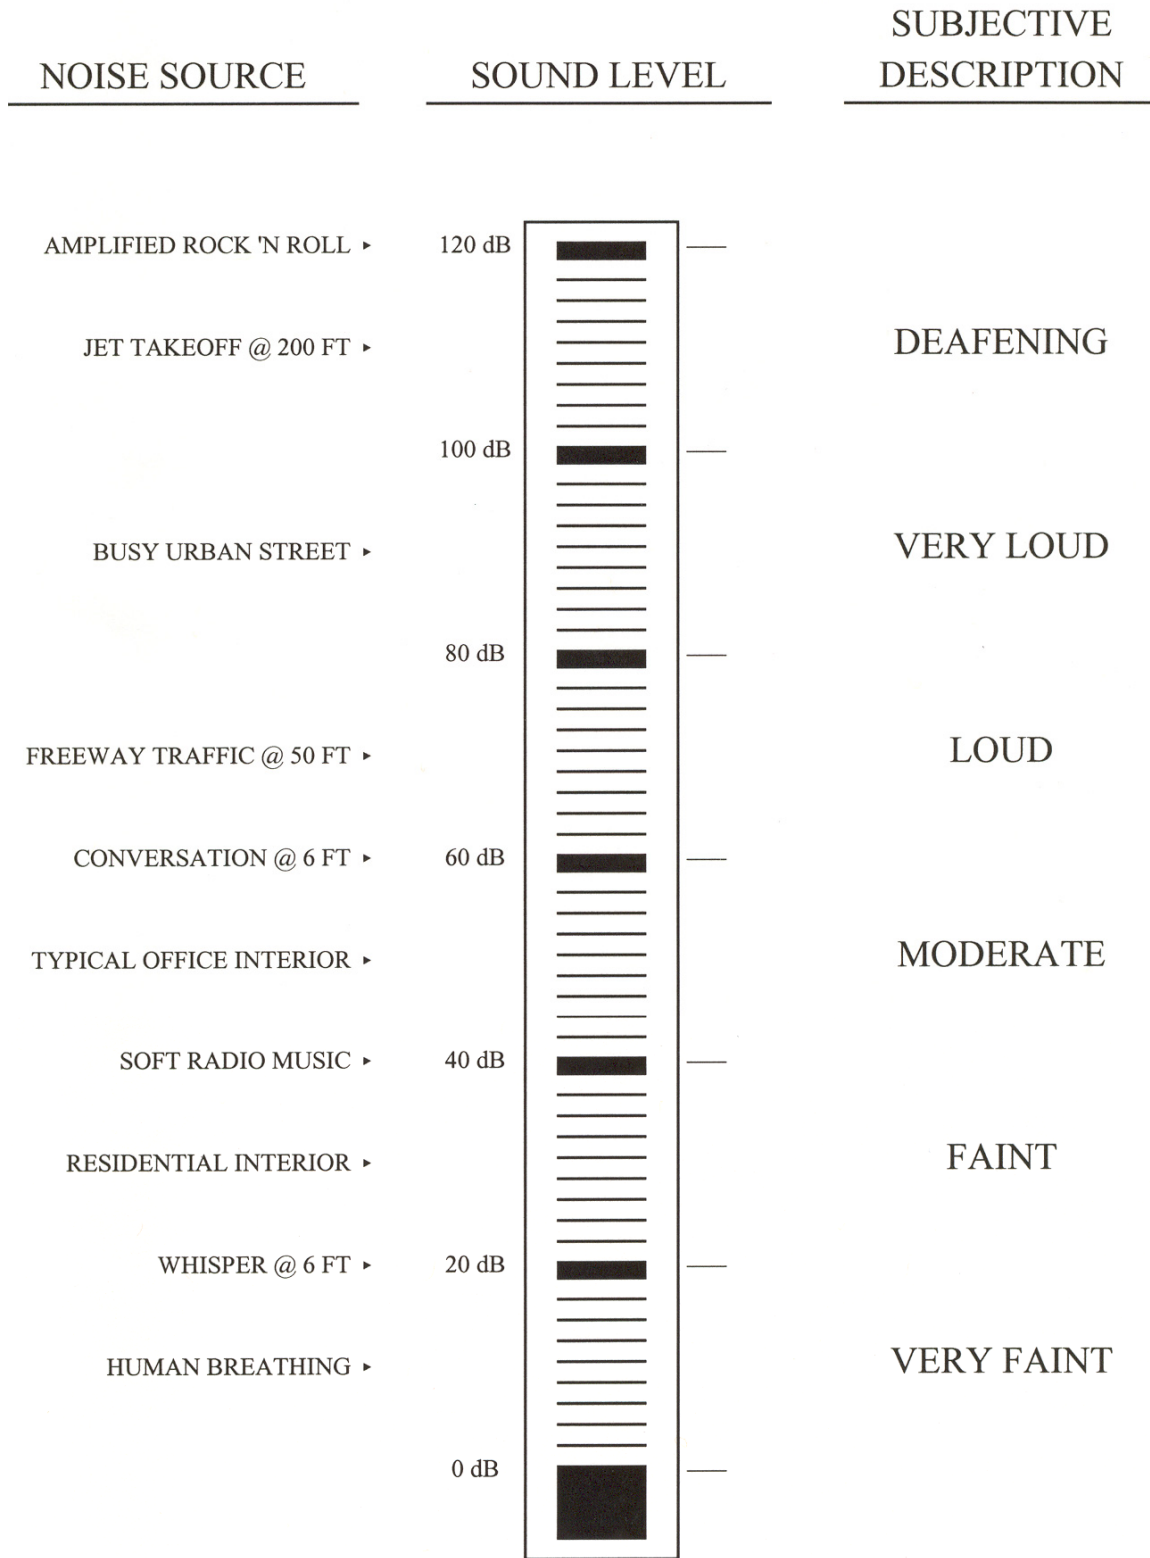 NOISE SOURCE
SOUND LEVEL
SUBJECTIVE
DESCRIPTION
AMPLIFIED ROCK 'N ROLL ▸
120 dB
JET TAKEOFF @ 200 FT ▸
DEAFENING
100 dB
BUSY URBAN STREET ▸
VERY LOUD
80 dB
FREEWAY TRAFFIC @ 50 FT ▸
LOUD
CONVERSATION @ 6 FT ▸
60 dB
TYPICAL OFFICE INTERIOR ▸
MODERATE
SOFT RADIO MUSIC ▸
40 dB
RESIDENTIAL INTERIOR ▸
FAINT
WHISPER @ 6 FT ▸
20 dB
HUMAN BREATHING ▸
VERY FAINT
0 dB